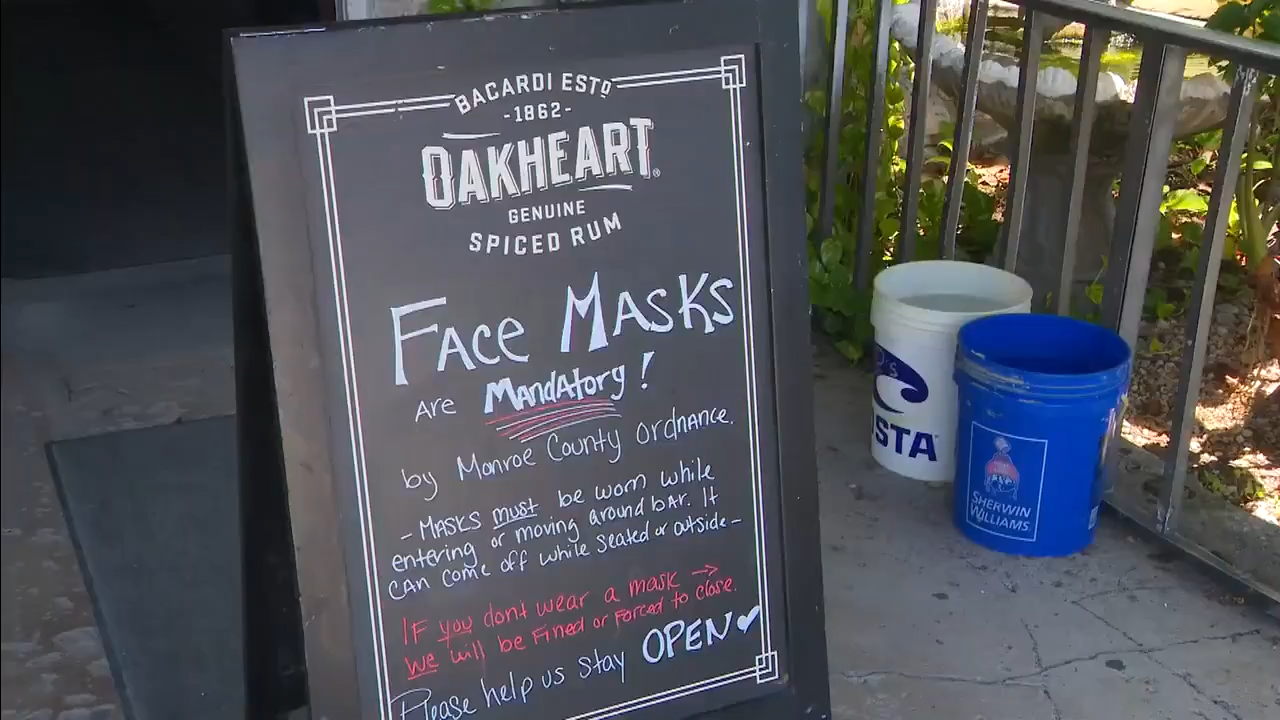 BACARDI ESTD
-1862-
OAKHEART®
GENUINE
SPICED RUM
FACE MASKS
Are MandAtory!
by Monroe County Ordnance.
- MASKS must be worn while
entering or moving around bAr. It
CAN come off while seated or outside -
IF you dont wear a mask →
We will be Fined or Forced to close.
Please help us stay OPEN♥
STA
SHERWIN
WILLIAMS